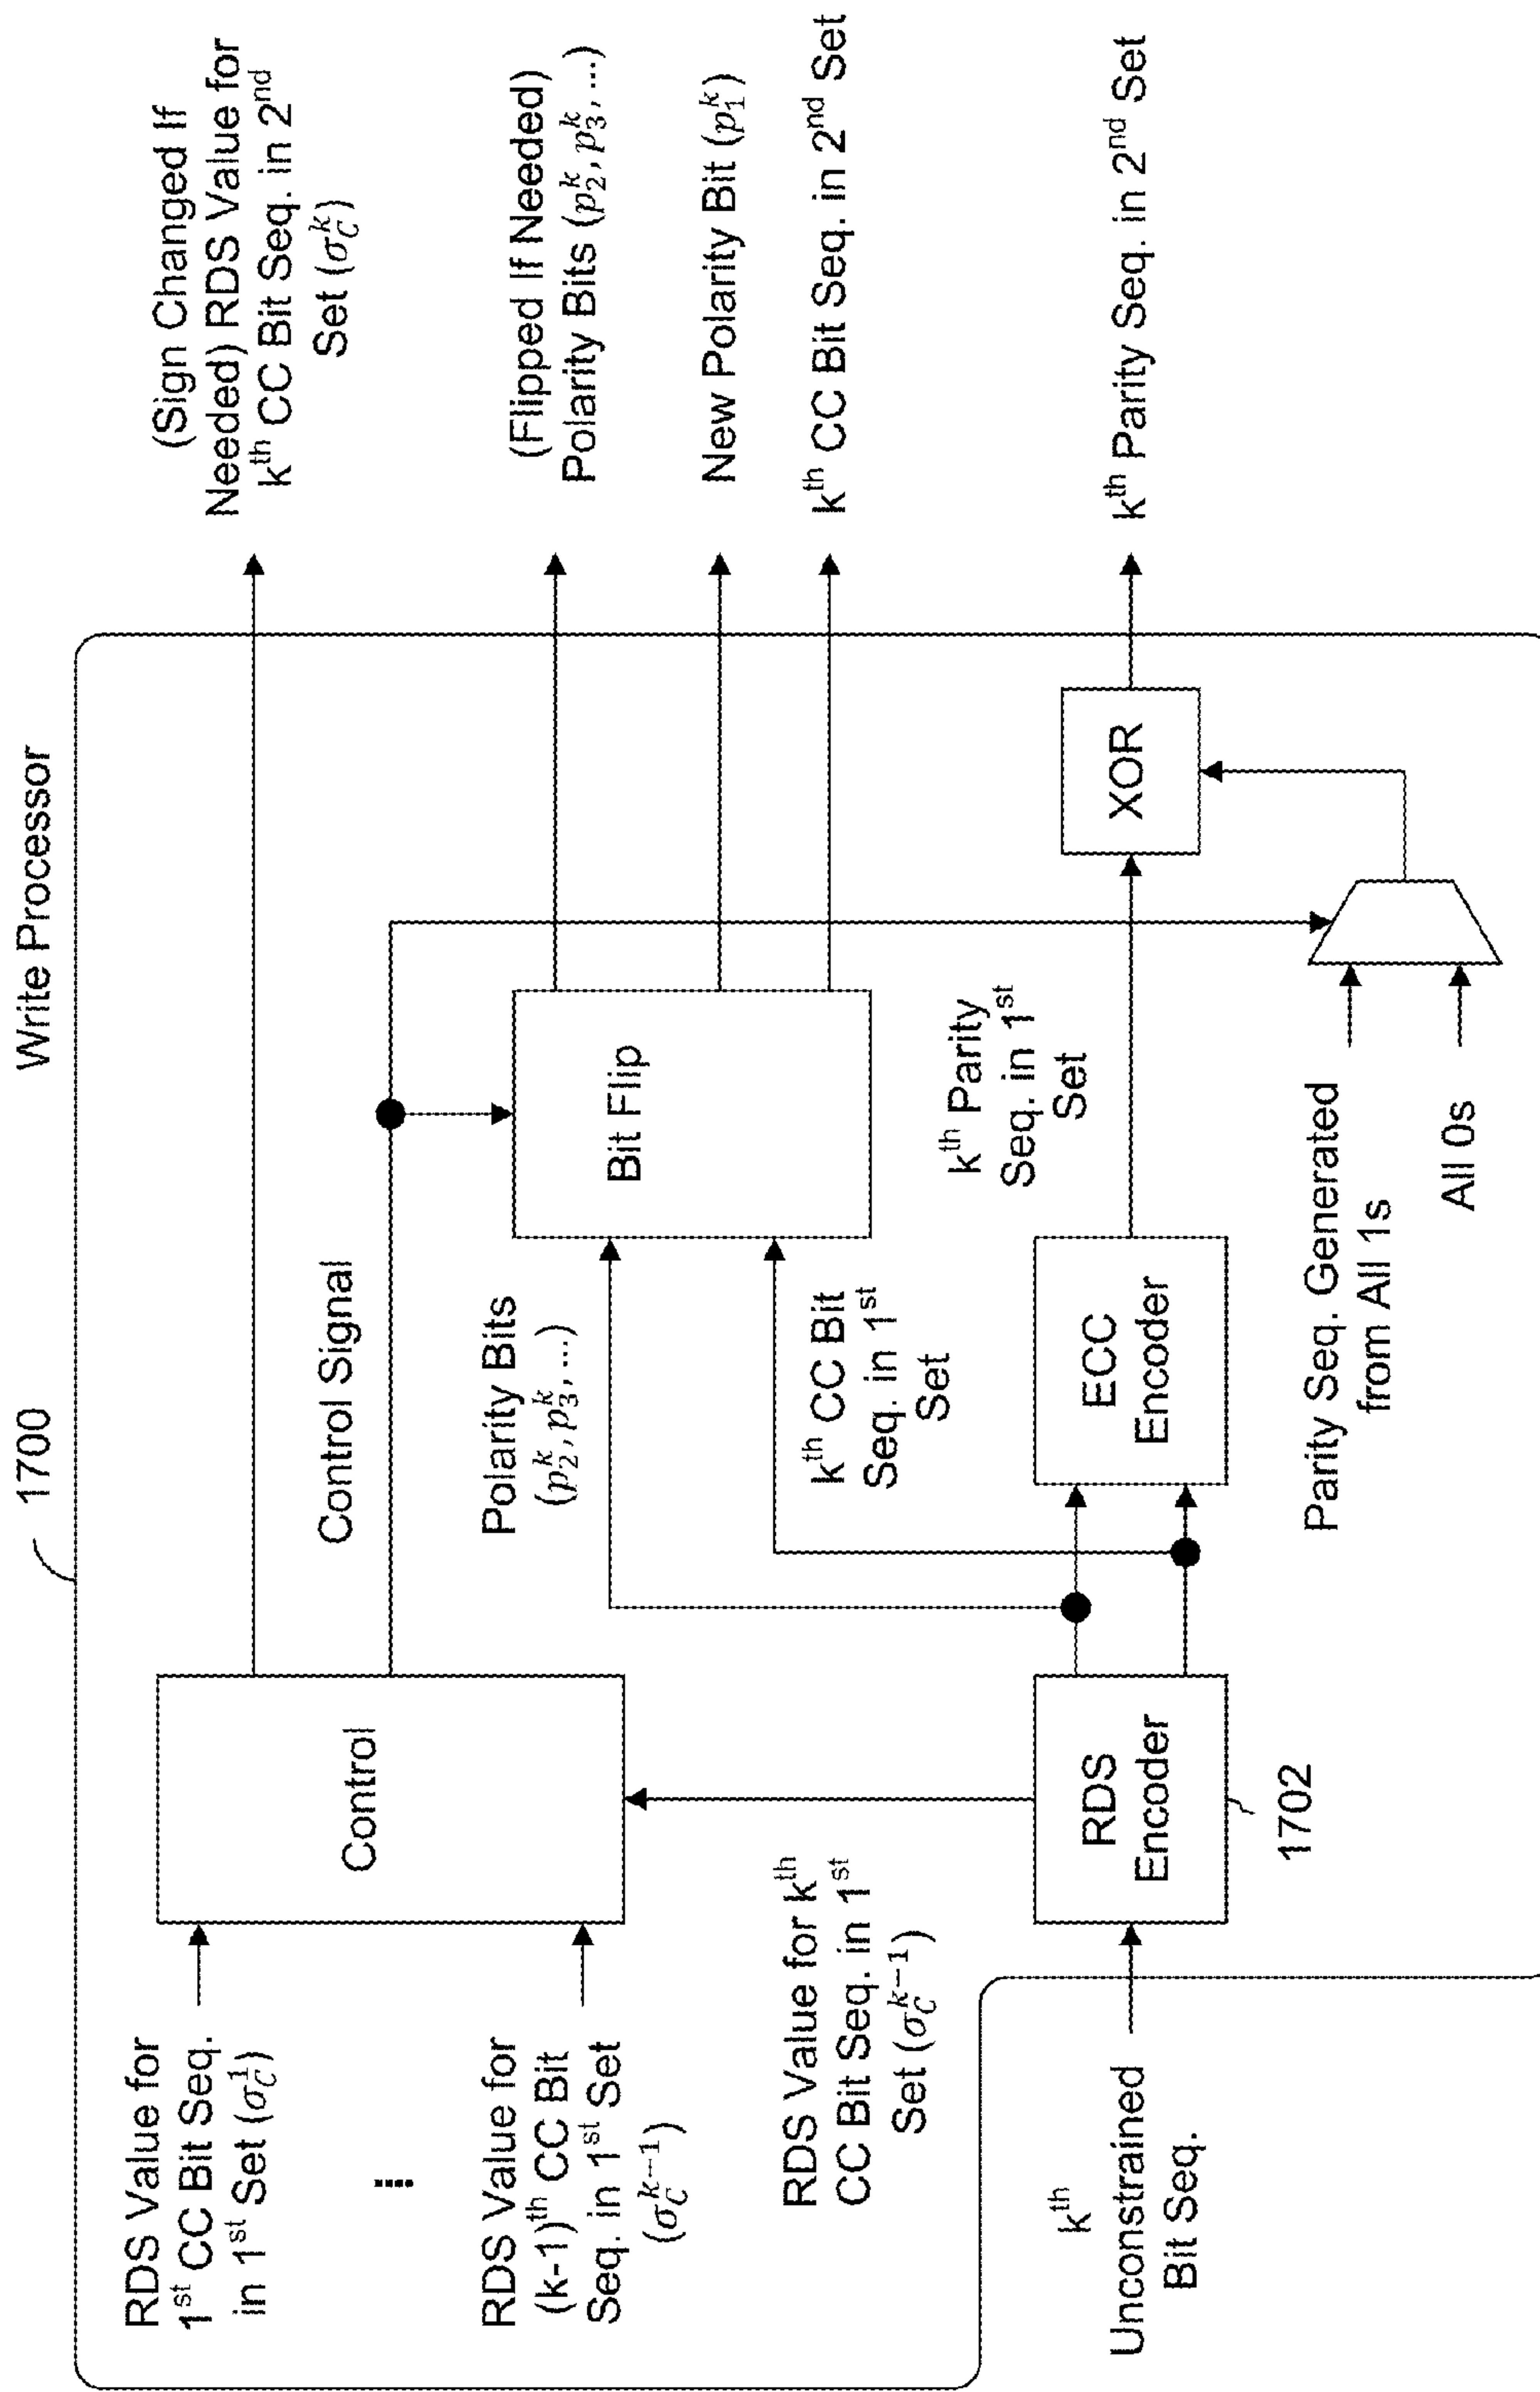 Write Processor
1700
RDS Value for
1st CC Bit Seq.
in 1st Set (σ_C^1)
....
RDS Value for
(k-1)th CC Bit
Seq. in 1st Set
(σ_C^{k−1})
Control
Control Signal
(Sign Changed If
Needed) RDS Value for
kth CC Bit Seq. in 2nd
Set (σ_C^k)
Polarity Bits
(p_2^k, p_3^k, ...)
Bit Flip
(Flipped If Needed)
Polarity Bits (p_2^k, p_3^k, ...)
New Polarity Bit (p_1^k)
kth CC Bit Seq. in 2nd Set
RDS Value for kth
CC Bit Seq. in 1st
Set (σ_C^{k−1})
kth CC Bit
Seq. in 1st
Set
kth Parity
Seq. in 1st
Set
kth
Unconstrained
Bit Seq.
RDS
Encoder
1702
ECC
Encoder
XOR
kth Parity Seq. in 2nd Set
Parity Seq. Generated
from All 1s
All 0s